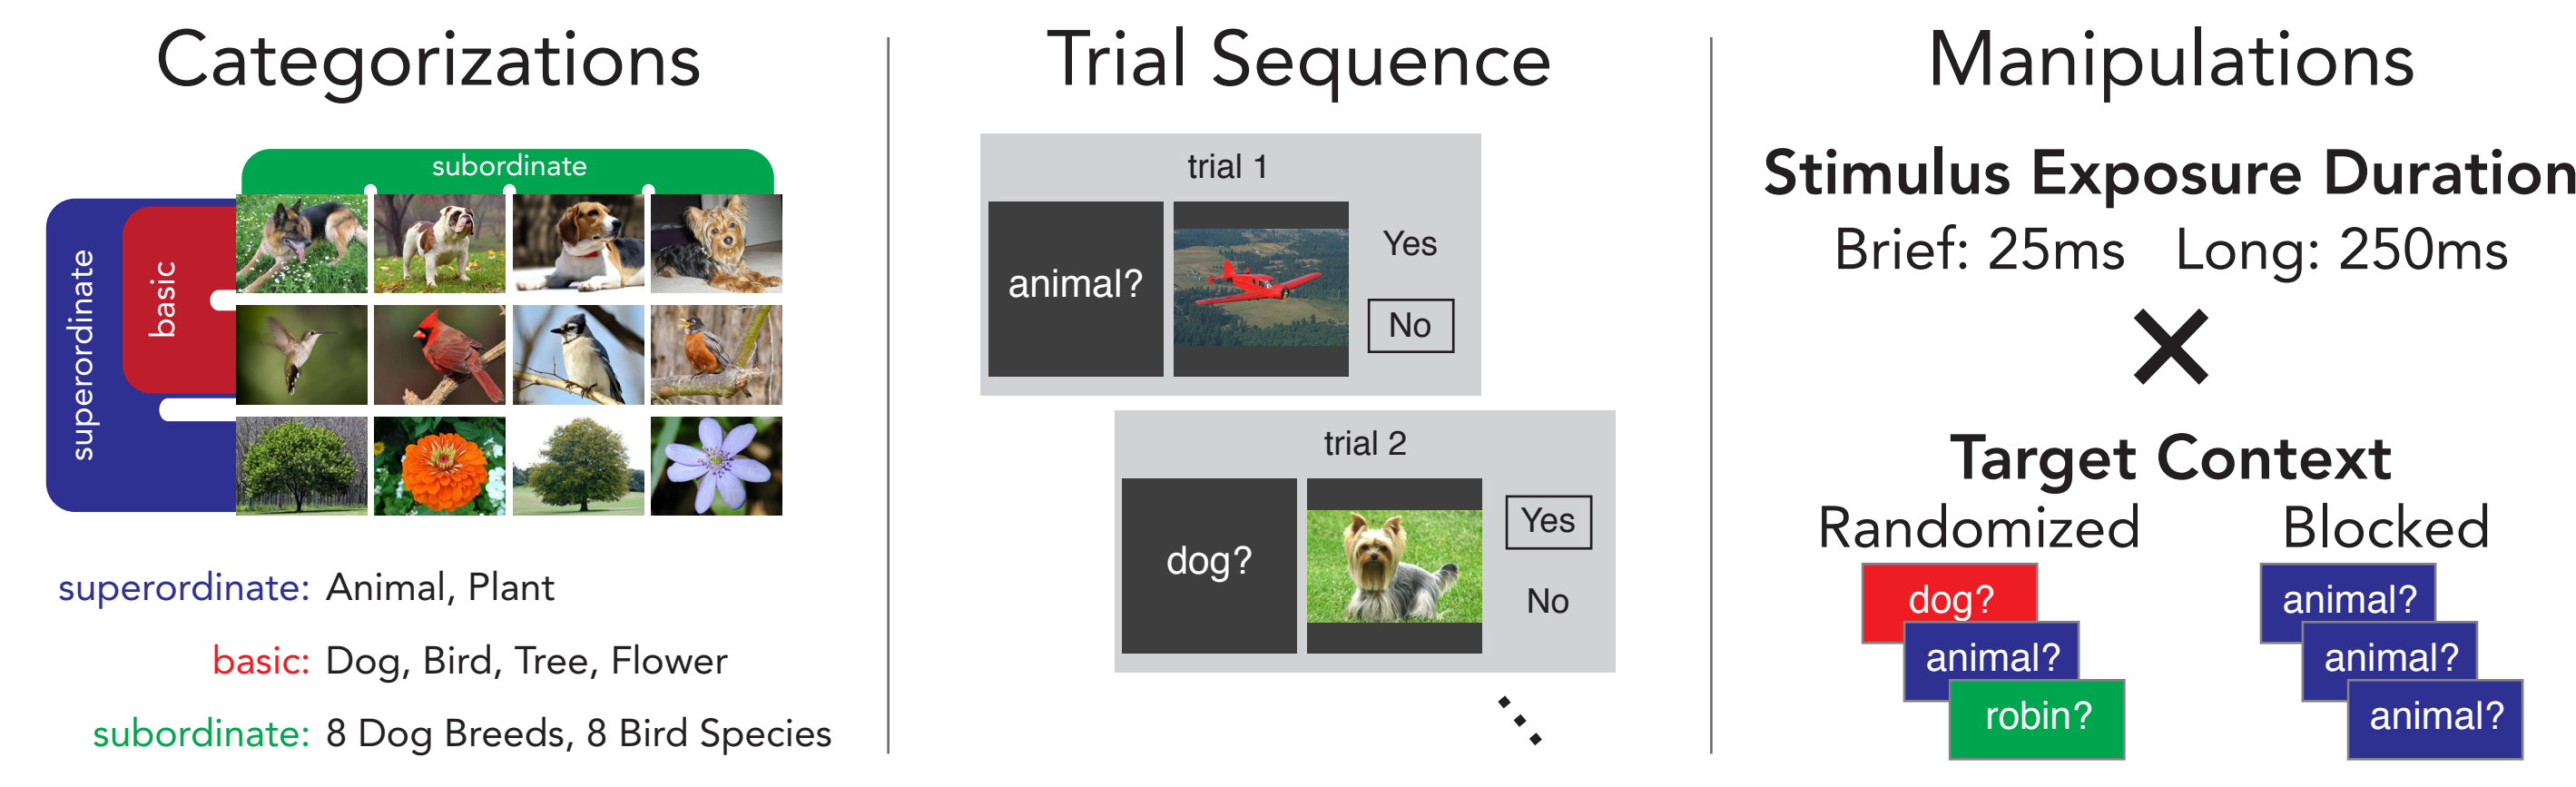 Categorizations
subordinate
superordinate
basic
superordinate: Animal, Plant
basic: Dog, Bird, Tree, Flower
subordinate: 8 Dog Breeds, 8 Bird Species
Trial Sequence
trial 1
animal?
Yes
No
trial 2
dog?
Yes
No
Manipulations
Stimulus Exposure Duration
Brief: 25ms Long: 250ms
Target Context
Randomized
dog?
animal?
robin?
Blocked
animal?
animal?
animal?